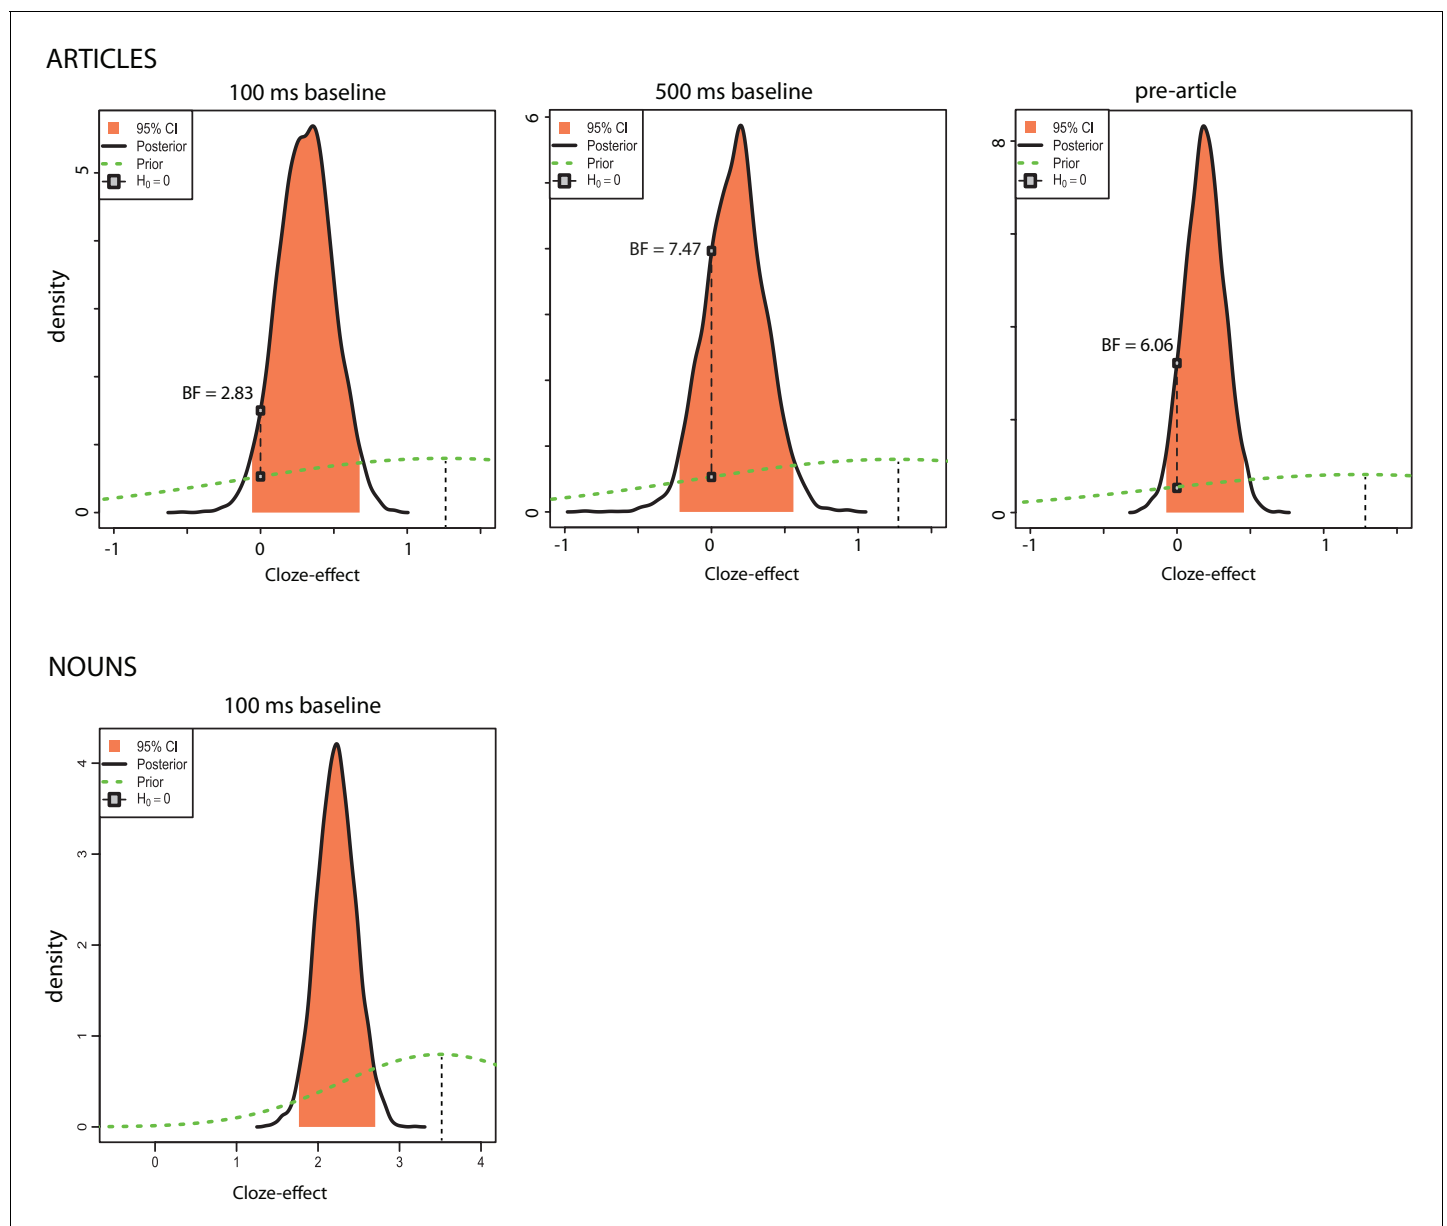 ARTICLES
100 ms baseline
95% CI
Posterior
Prior
H₀ = 0
BF = 2.83
density
0
5
-1
0
1
Cloze-effect
500 ms baseline
95% CI
Posterior
Prior
H₀ = 0
BF = 7.47
0
6
-1
0
1
Cloze-effect
pre-article
95% CI
Posterior
Prior
H₀ = 0
BF = 6.06
0
8
-1
0
1
Cloze-effect
NOUNS
100 ms baseline
95% CI
Posterior
Prior
H₀ = 0
density
0
1
2
3
4
0
1
2
3
4
Cloze-effect